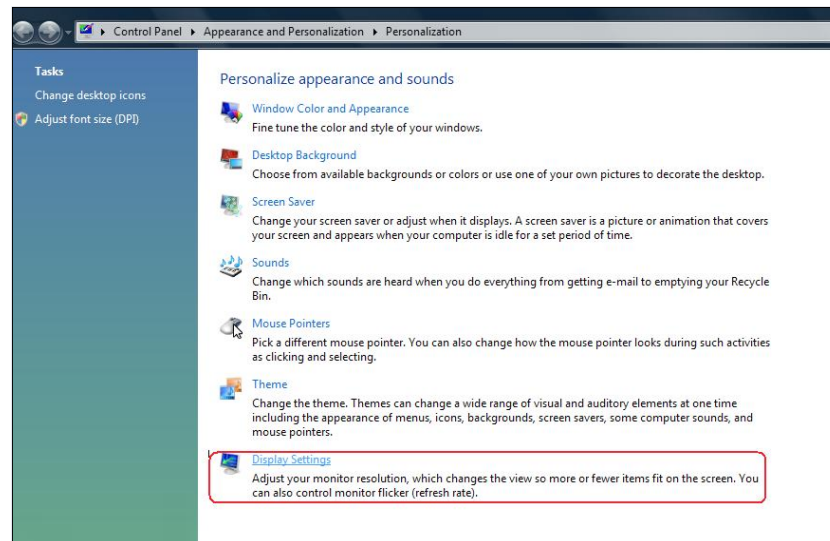 Control Panel ▸ Appearance and Personalization ▸ Personalization
Tasks
Change desktop icons
Adjust font size (DPI)
Personalize appearance and sounds
Window Color and Appearance
Fine tune the color and style of your windows.
Desktop Background
Choose from available backgrounds or colors or use one of your own pictures to decorate the desktop.
Screen Saver
Change your screen saver or adjust when it displays. A screen saver is a picture or animation that covers
your screen and appears when your computer is idle for a set period of time.
Sounds
Change which sounds are heard when you do everything from getting e-mail to emptying your Recycle
Bin.
Mouse Pointers
Pick a different mouse pointer. You can also change how the mouse pointer looks during such activities
as clicking and selecting.
Theme
Change the theme. Themes can change a wide range of visual and auditory elements at one time
including the appearance of menus, icons, backgrounds, screen savers, some computer sounds, and
mouse pointers.
Display Settings
Adjust your monitor resolution, which changes the view so more or fewer items fit on the screen. You
can also control monitor flicker (refresh rate).